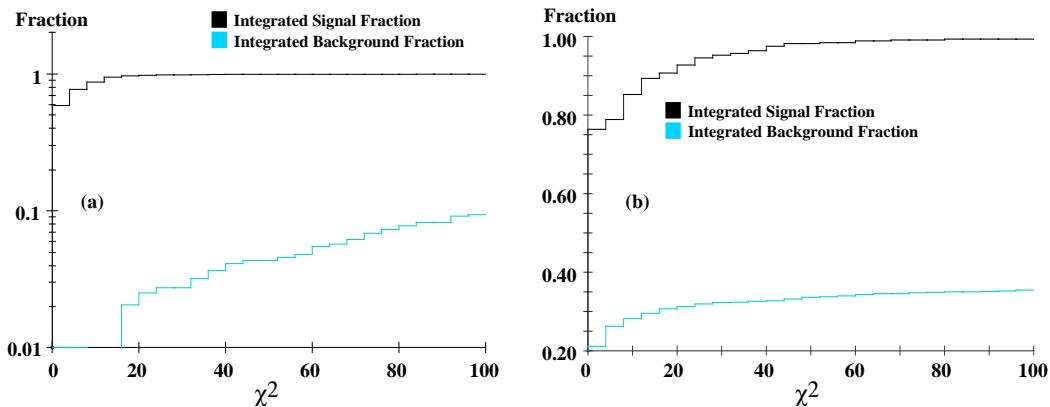 Fraction
Integrated Signal Fraction
Integrated Background Fraction
1
0.1
0.01
(a)
0 20 40 60 80 100
χ2
Fraction
1.00
0.80
0.60
0.40
0.20
Integrated Signal Fraction
Integrated Background Fraction
(b)
0 20 40 60 80 100
χ2